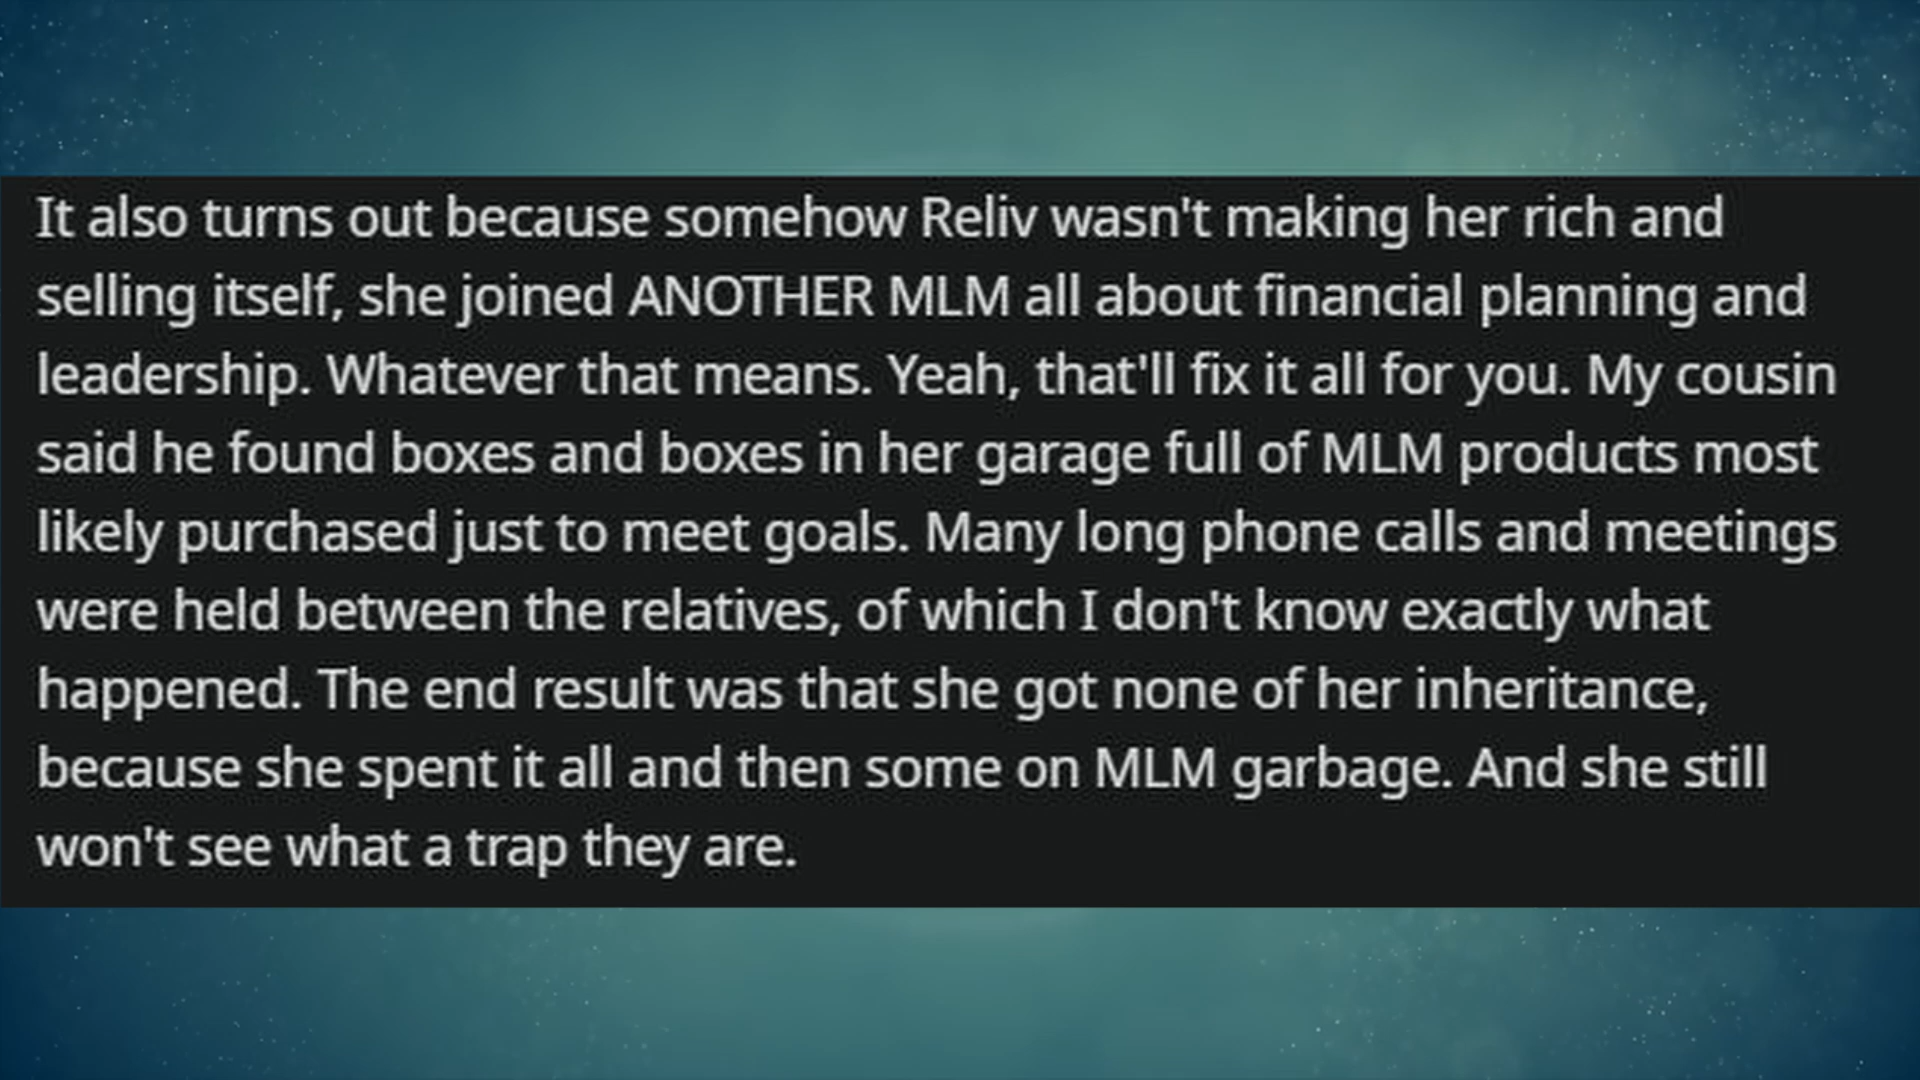 It also turns out because somehow Reliv wasn't making her rich and
selling itself, she joined ANOTHER MLM all about financial planning and
leadership. Whatever that means. Yeah, that'll fix it all for you. My cousin
said he found boxes and boxes in her garage full of MLM products most
likely purchased just to meet goals. Many long phone calls and meetings
were held between the relatives, of which I don't know exactly what
happened. The end result was that she got none of her inheritance,
because she spent it all and then some on MLM garbage. And she still
won't see what a trap they are.